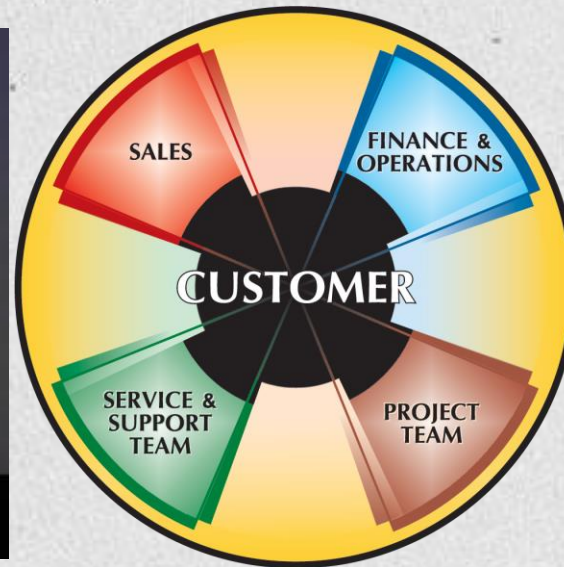 SALES
FINANCE &
OPERATIONS
CUSTOMER
SERVICE &
SUPPORT
TEAM
PROJECT
TEAM